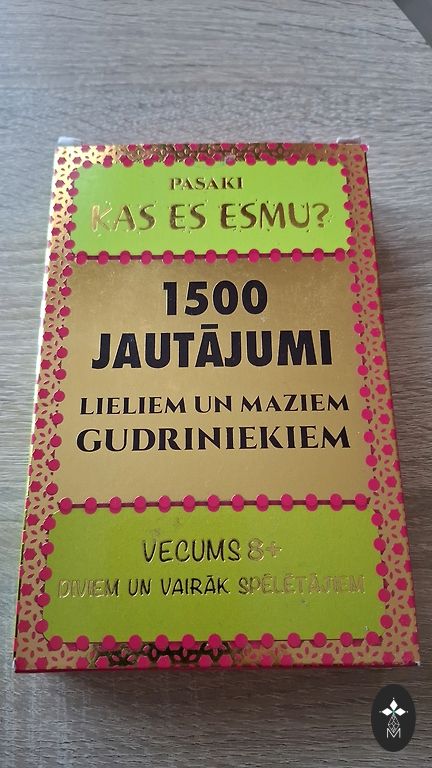 PASAKI
KAS ES ESMU?
1500
JAUTĀJUMI
LIELIEM UN MAZIEM
GUDRINIEKIEM
VECUMS 8+
DIVIEM UN VAIRĀK SPĒLĒTĀJIEM
M